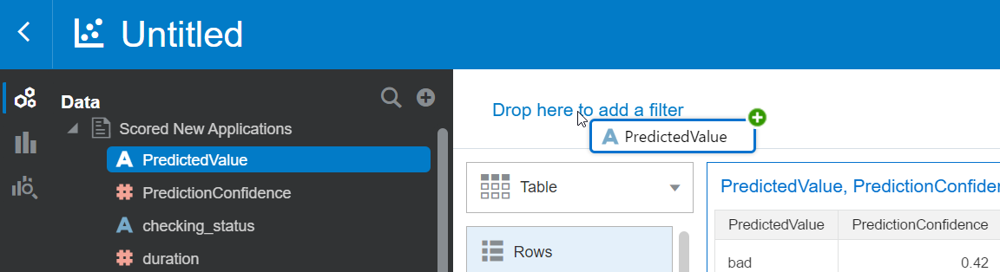 Untitled
Data
Scored New Applications
PredictedValue
PredictionConfidence
checking_status
duration
Drop here to add a filter
PredictedValue
Table
Rows
PredictedValue, PredictionConfiden
PredictedValue PredictionConfidence
bad 0.42